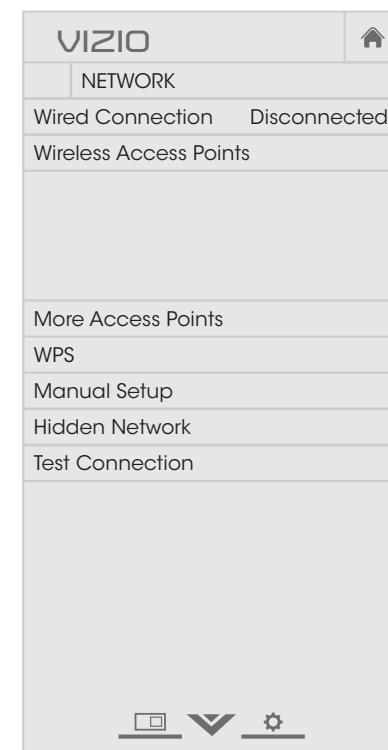 VIZIO
NETWORK
Wired Connection Disconnected
Wireless Access Points
More Access Points
WPS
Manual Setup
Hidden Network
Test Connection